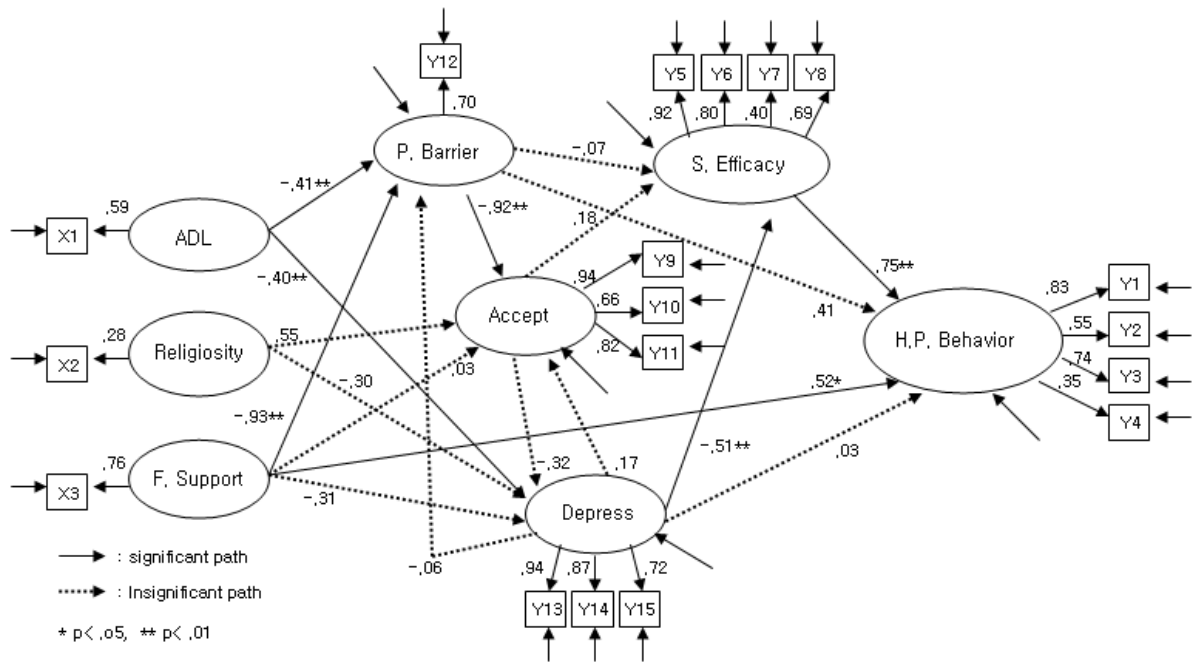 Y12
Y5 Y6 Y7 Y8
,70
,92 ,80 ,40 ,69
P, Barrier
-,07
S, Efficacy
-,41**
,59
X1
ADL
-,92**
,18
-,40**
,94
Y9
,75**
,66
Y10
Accept
,82
Y11
,41
,83
Y1
,55
Y2
H,P, Behavior
,74
Y3
,35
Y4
,28
X2
Religiosity
,55
,03
-,30
,52*
-,93**
,76
X3
F, Support
-,31
-,32
,17
-,51**
,03
Depress
-,06
,94 ,87 ,72
Y13 Y14 Y15
: significant path
: Insignificant path
* p< ,o5, ** p< ,01